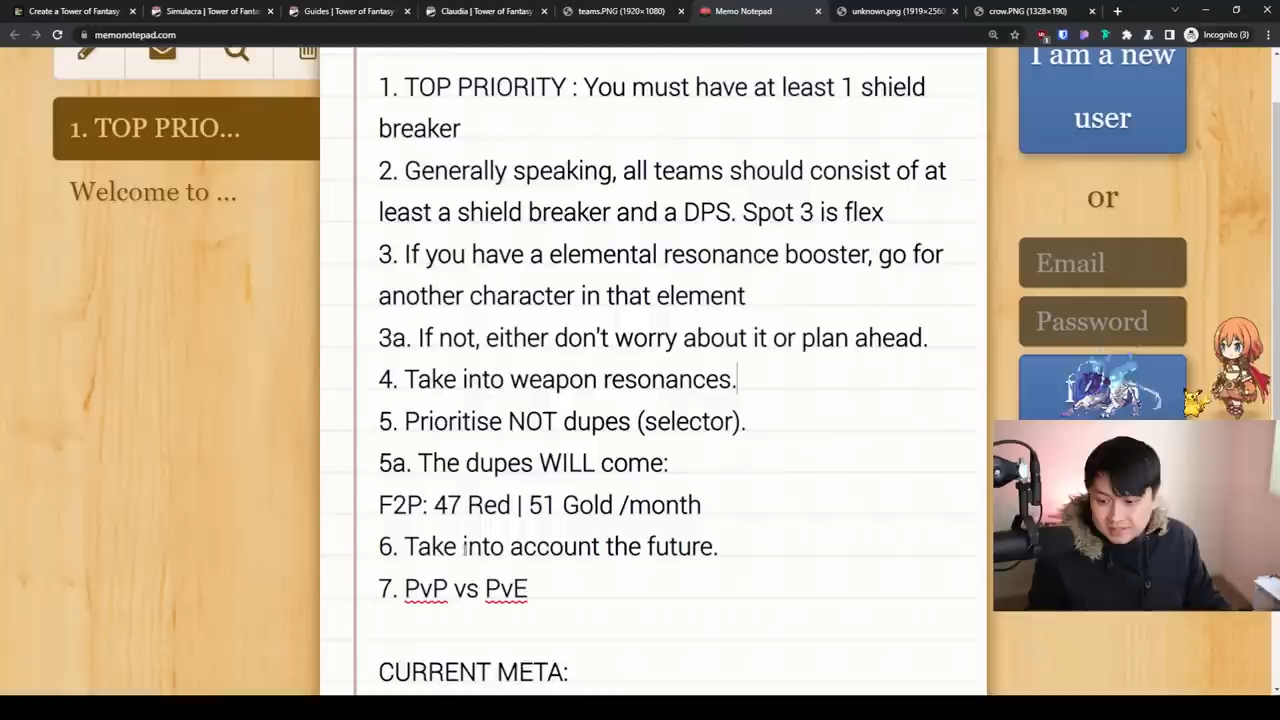 Create a Tower of Fantasy
Simulacra | Tower of Fantas
Guides | Tower of Fantasy
Claudia | Tower of Fantasy
teams.PNG (1920×1080)
Memo Notepad
unknown.png (1919×2560
crow.PNG (1328×190)
memonotepad.com
Incognito (3)
1. TOP PRIO...
Welcome to ...
1. TOP PRIORITY : You must have at least 1 shield
breaker
2. Generally speaking, all teams should consist of at
least a shield breaker and a DPS. Spot 3 is flex
3. If you have a elemental resonance booster, go for
another character in that element
3a. If not, either don't worry about it or plan ahead.
4. Take into weapon resonances.
5. Prioritise NOT dupes (selector).
5a. The dupes WILL come:
F2P: 47 Red | 51 Gold /month
6. Take into account the future.
7. PvP vs PvE
CURRENT META:
I am a new
user
or
Email
Password